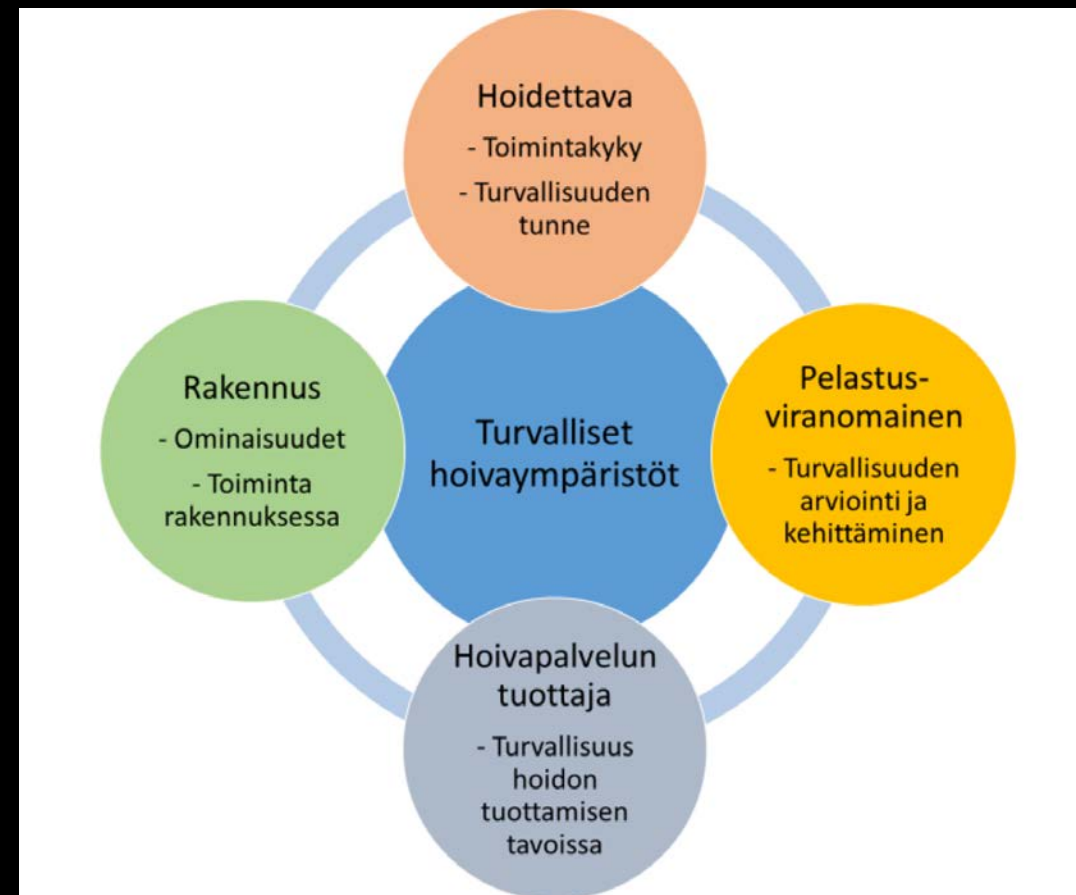 Hoidettava
- Toimintakyky
- Turvallisuuden
tunne
Rakennus
- Ominaisuudet
- Toiminta
rakennuksessa
Turvalliset
hoivaympäristöt
Pelastus-
viranomainen
- Turvallisuuden
arviointi ja
kehittäminen
Hoivapalvelun
tuottaja
- Turvallisuus
hoidon
tuottamisen
tavoissa